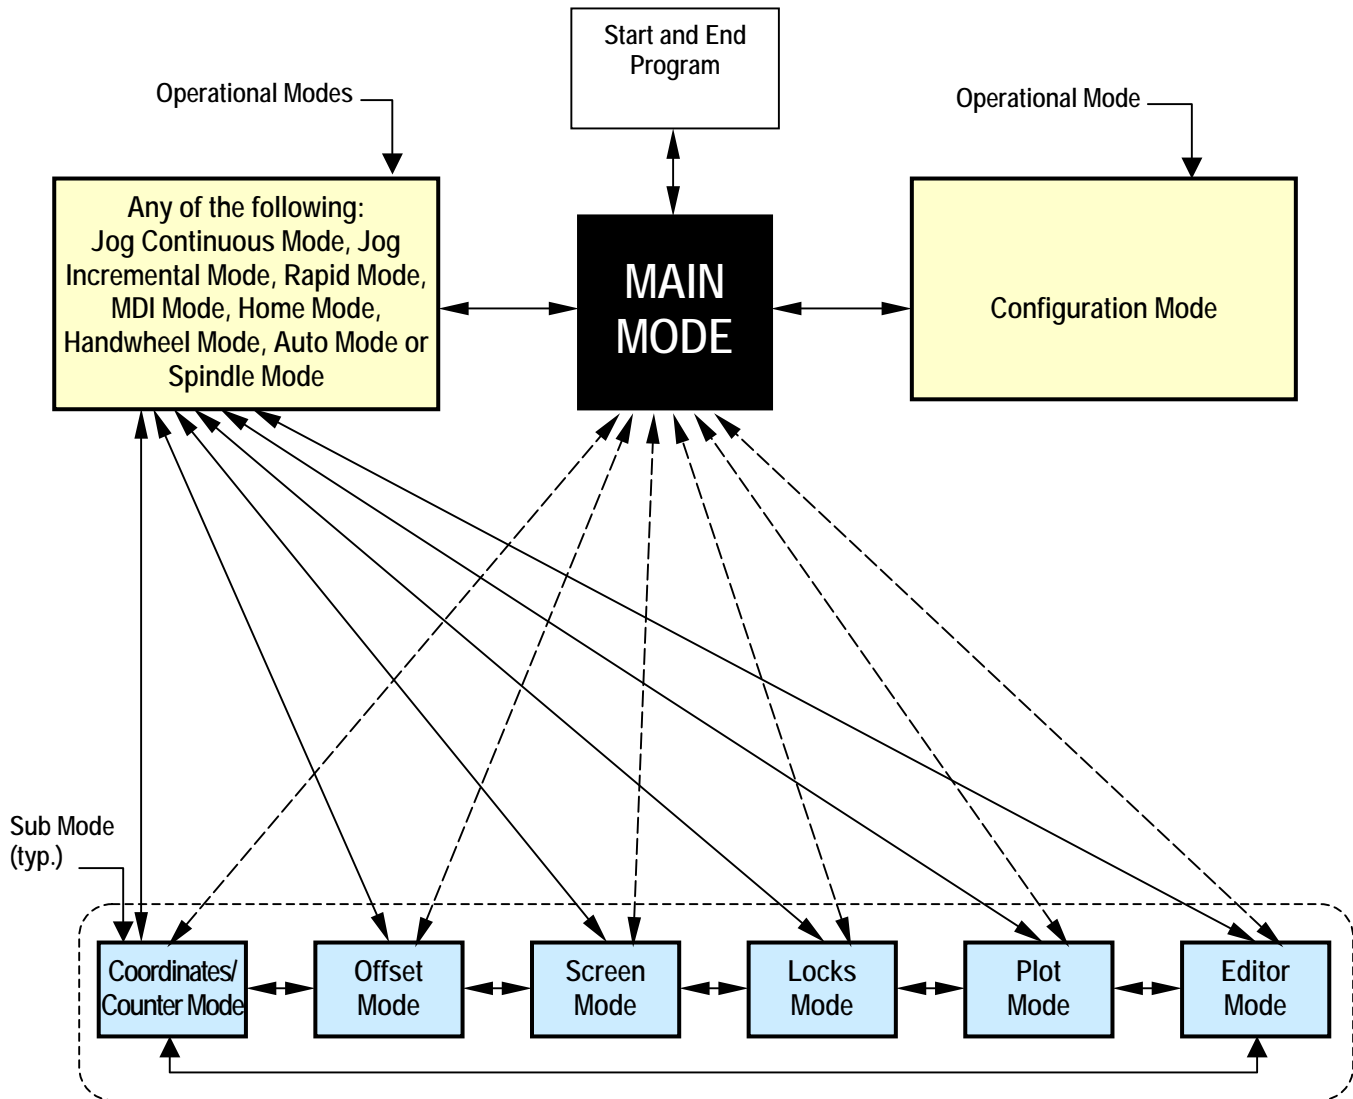 Start and End
Program
Operational Modes
Operational Mode
Any of the following:
Jog Continuous Mode, Jog
Incremental Mode, Rapid Mode,
MDI Mode, Home Mode,
Handwheel Mode, Auto Mode or
Spindle Mode
MAIN
MODE
Configuration Mode
Sub Mode
(typ.)
Coordinates/
Counter Mode
Offset
Mode
Screen
Mode
Locks
Mode
Plot
Mode
Editor
Mode